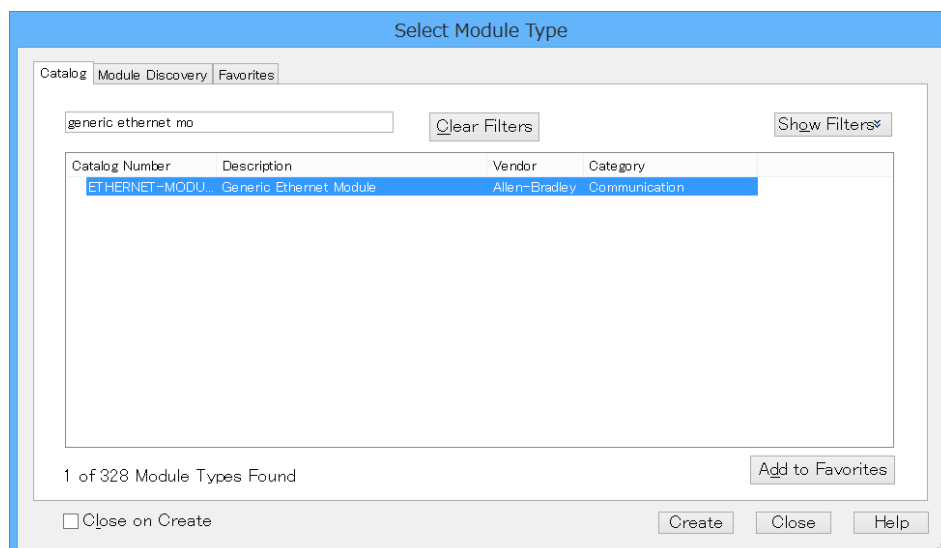 Select Module Type
Catalog Module Discovery Favorites
generic ethernet mo Clear Filters Show Filters
Catalog Number Description Vendor Category
ETHERNET-MODU... Generic Ethernet Module Allen-Bradley Communication
1 of 328 Module Types Found Add to Favorites
Close on Create Create Close Help